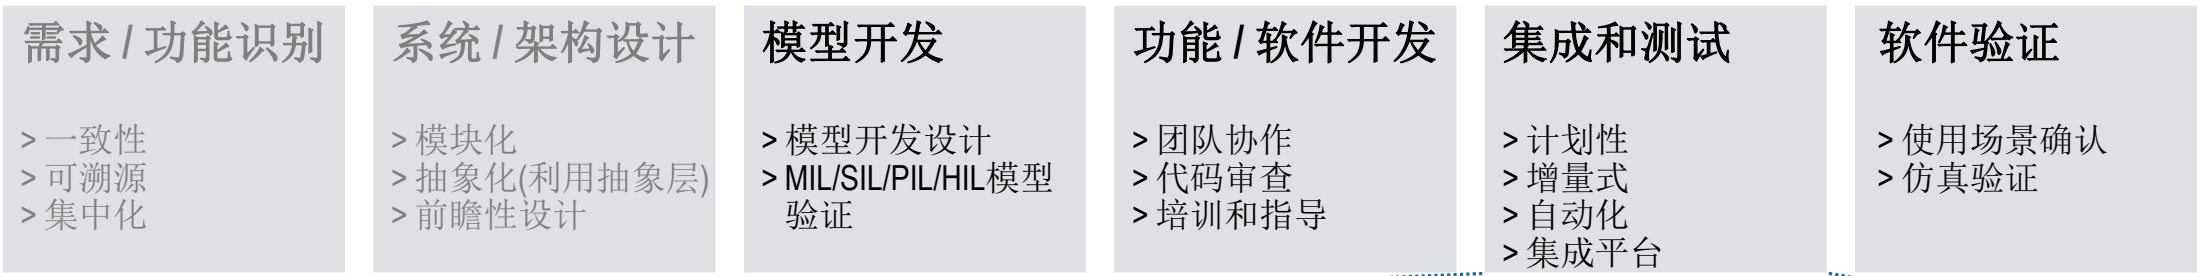 需求 / 功能识别
> 一致性
> 可溯源
> 集中化
系统 / 架构设计
> 模块化
> 抽象化(利用抽象层)
> 前瞻性设计
模型开发
> 模型开发设计
> MIL/SIL/PIL/HIL模型
验证
功能 / 软件开发
> 团队协作
> 代码审查
> 培训和指导
集成和测试
> 计划性
> 增量式
> 自动化
> 集成平台
软件验证
> 使用场景确认
> 仿真验证